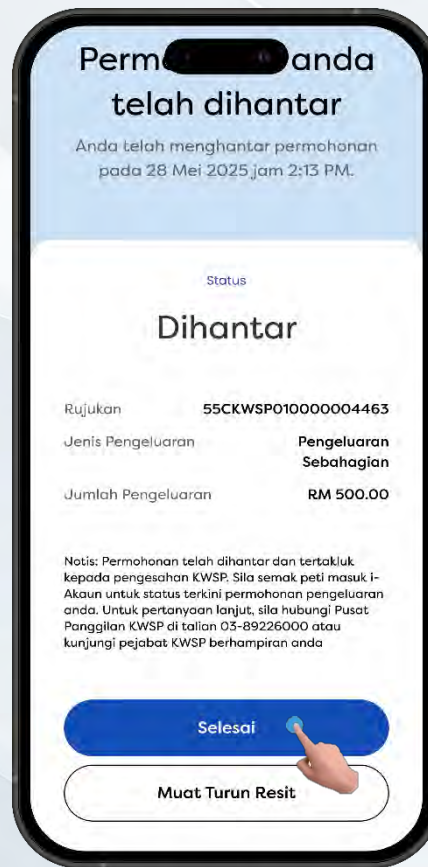 Perm anda
telah dihantar
Anda telah menghantar permohonan
pada 28 Mei 2025 jam 2:13 PM.
Status
Dihantar
Rujukan 55CKWSP010000004463
Jenis Pengeluaran Pengeluaran
Sebahagian
Jumlah Pengeluaran RM 500.00
Notis: Permohonan telah dihantar dan tertakluk
kepada pengesahan KWSP. Sila semak peti masuk i-
Akaun untuk status terkini permohonan pengeluaran
anda. Untuk pertanyaan lanjut, sila hubungi Pusat
Panggilan KWSP di talian 03-89226000 atau
kunjungi pejabat KWSP berhampiran anda
Selesai
Muat Turun Resit